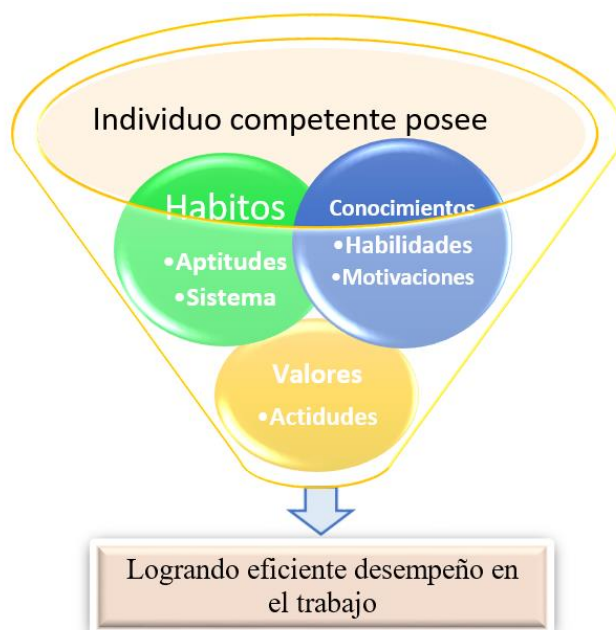 Individuo competente posee
Habitos
•Aptitudes
•Sistema
Conocimientos
•Habilidades
•Motivaciones
Valores
•Actidudes
Logrando eficiente desempeño en
el trabajo